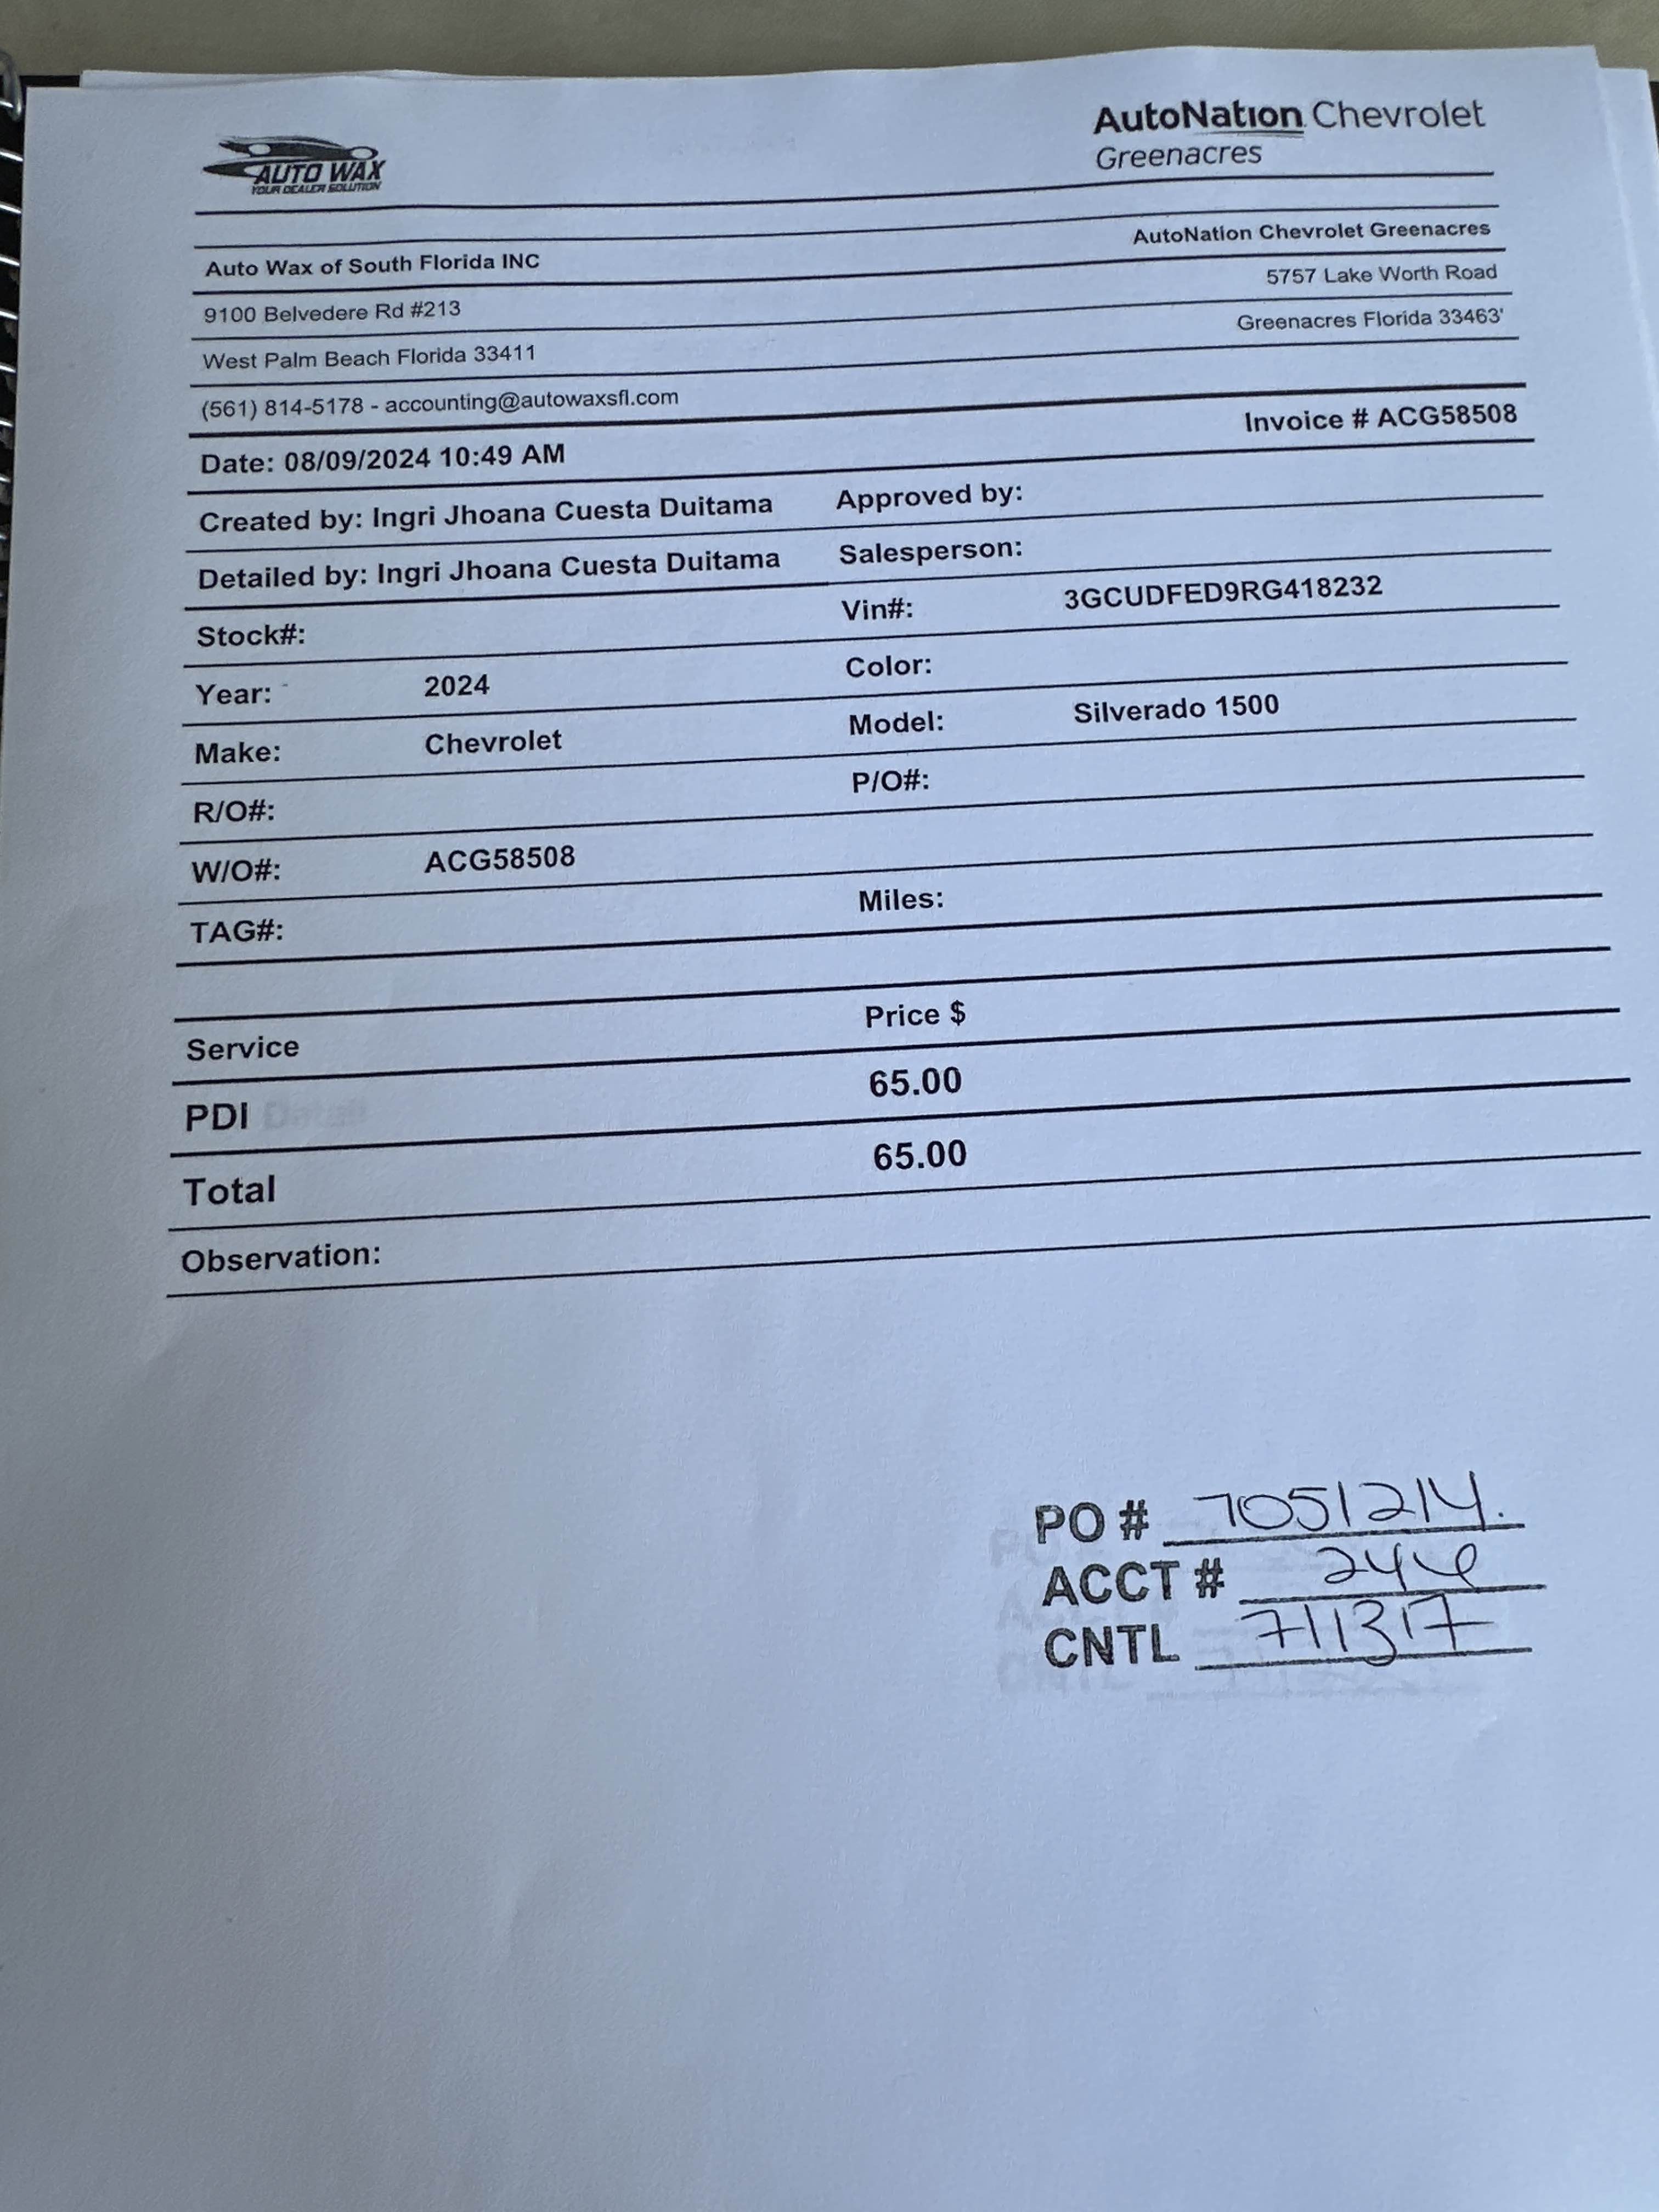 AUTO WAX
YOUR DEALER SOLUTION
AutoNation Chevrolet
Greenacres
Auto Wax of South Florida INC AutoNation Chevrolet Greenacres
9100 Belvedere Rd #213 5757 Lake Worth Road
West Palm Beach Florida 33411 Greenacres Florida 33463'
(561) 814-5178 - accounting@autowaxsfl.com
Date: 08/09/2024 10:49 AM Invoice # ACG58508
Created by: Ingri Jhoana Cuesta Duitama Approved by:
Detailed by: Ingri Jhoana Cuesta Duitama Salesperson:
Stock#: Vin#: 3GCUDFED9RG418232
Year: 2024 Color:
Make: Chevrolet Model: Silverado 1500
R/O#: P/O#:
W/O#: ACG58508
TAG#: Miles:
Service Price $
PDI 65.00
Total 65.00
Observation:
PO # 7051214.
ACCT # 246
CNTL 711317